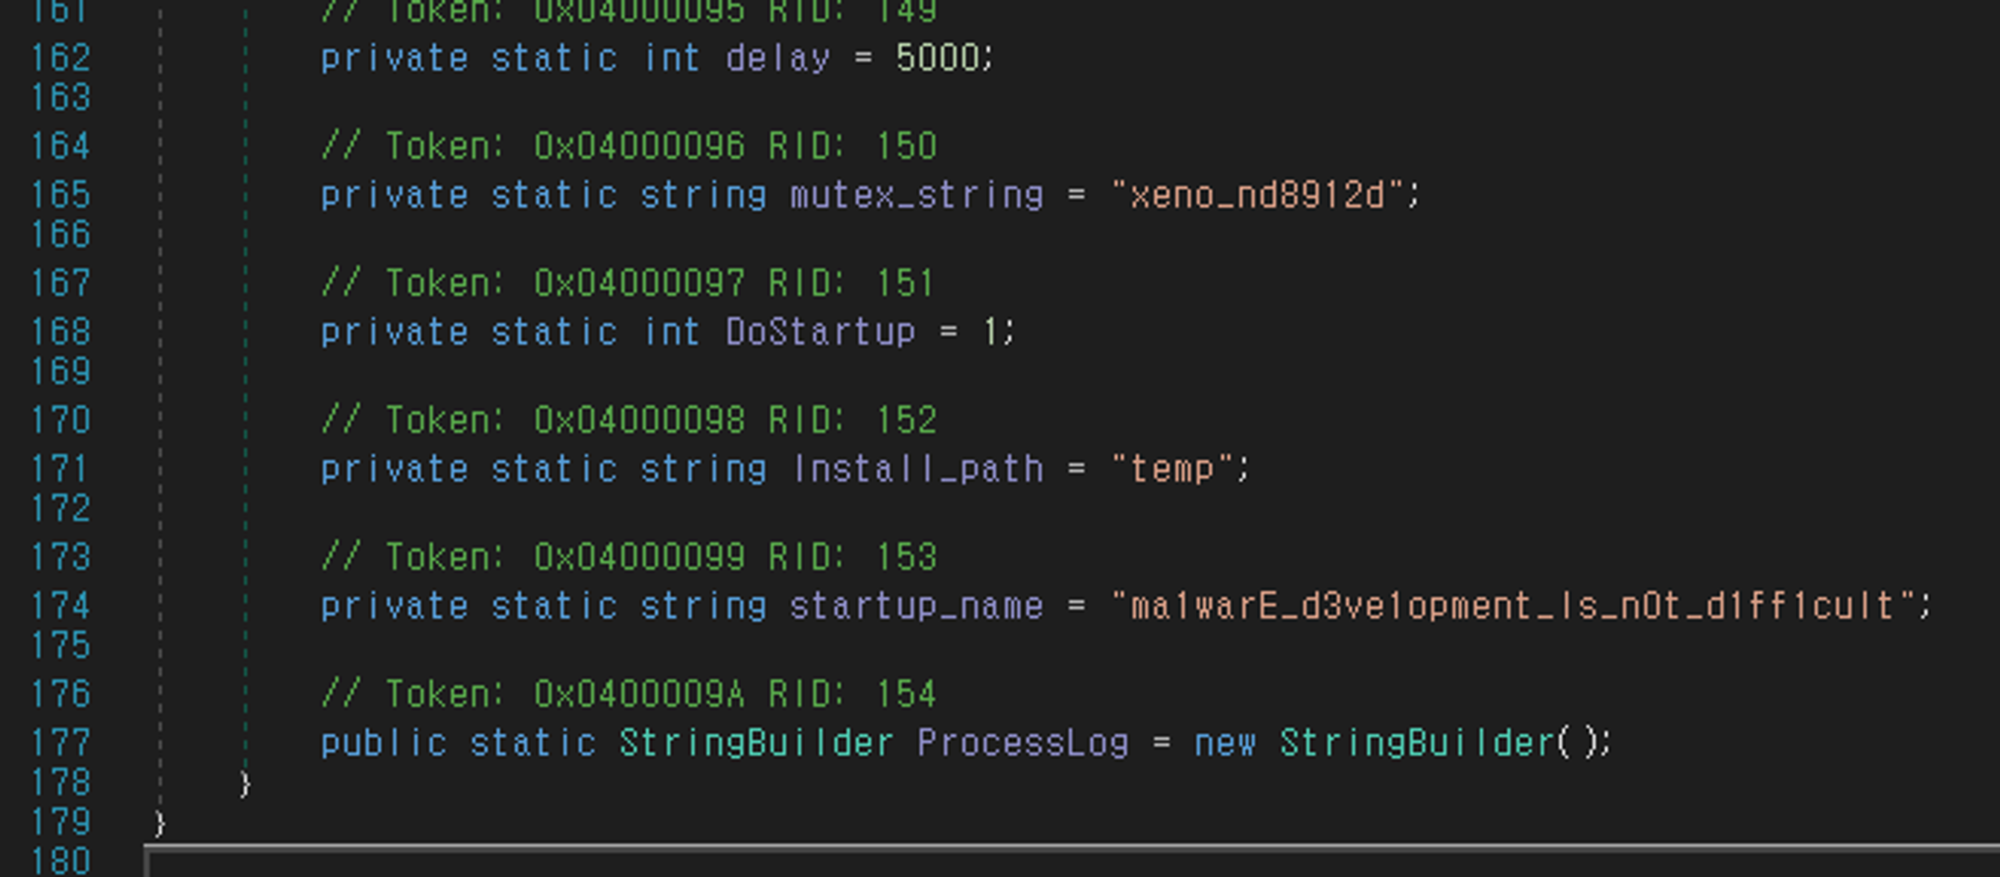 161 // Token: 0x04000095 RID: 149
162 private static int delay = 5000;
163
164 // Token: 0x04000096 RID: 150
165 private static string mutex_string = "xeno_nd8912d";
166
167 // Token: 0x04000097 RID: 151
168 private static int DoStartup = 1;
169
170 // Token: 0x04000098 RID: 152
171 private static string Install_path = "temp";
172
173 // Token: 0x04000099 RID: 153
174 private static string startup_name = "ma1warE_d3ve1opment_Is_n0t_d1ff1cult";
175
176 // Token: 0x0400009A RID: 154
177 public static StringBuilder ProcessLog = new StringBuilder();
178 }
179 }
180